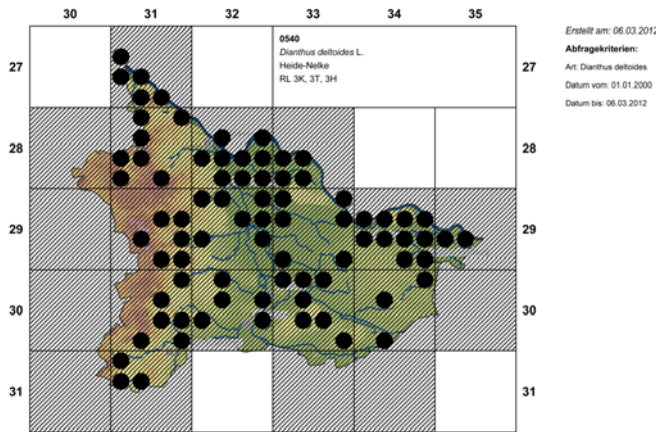 30 31 32 33 34 35
Erstellt am: 06.03.2012
0540
Dianthus deltoides L.
Heide-Nelke
RL 3K, 3T, 3H
Abfragekriterien:
Art: Dianthus deltoides
Datum vom: 01.01.2000
Datum bis: 06.03.2012
27 27
28 28
29 29
30 30
31 31